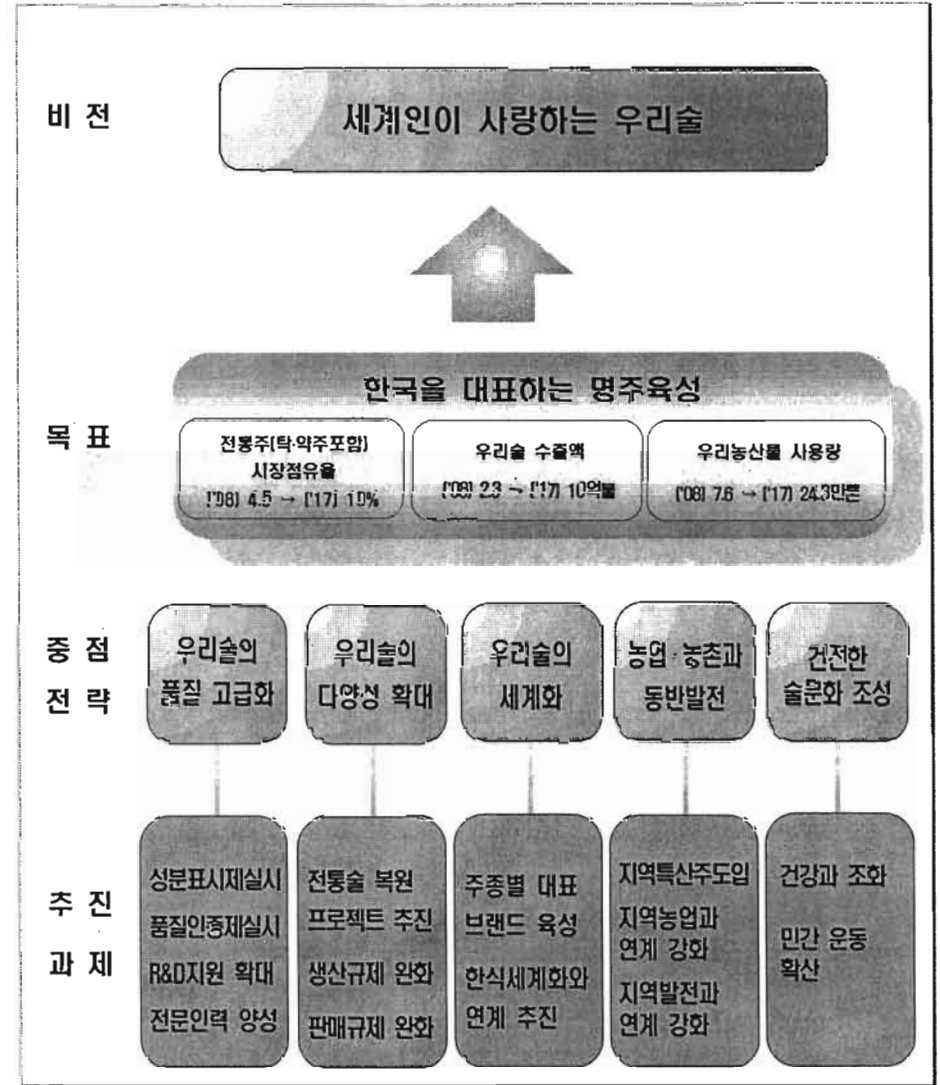 비 전
세계인이 사랑하는 우리술
목 표
한국을 대표하는 명주육성
전통주(탁·약주포함)
시장점유율
['08] 4.5 → ['17] 10%
우리술 수출액
['08] 2.3 → ['17] 10억불
우리농산물 사용량
['08] 7.6 → ['17] 24.3만톤
중 점
전 략
우리술의
품질 고급화
우리술의
다양성 확대
우리술의
세계화
농업·농촌과
동반발전
건전한
술문화 조성
추 진
과 제
성분표시제실시
품질인증제실시
R&D지원 확대
전문인력 양성
전통술 복원
프로젝트 추진
생산규제 완화
판매규제 완화
주종별 대표
브랜드 육성
한식세계화와
연계 추진
지역특산주도입
지역농업과
연계 강화
지역발전과
연계 강화
건강과 조화
민간 운동
확산